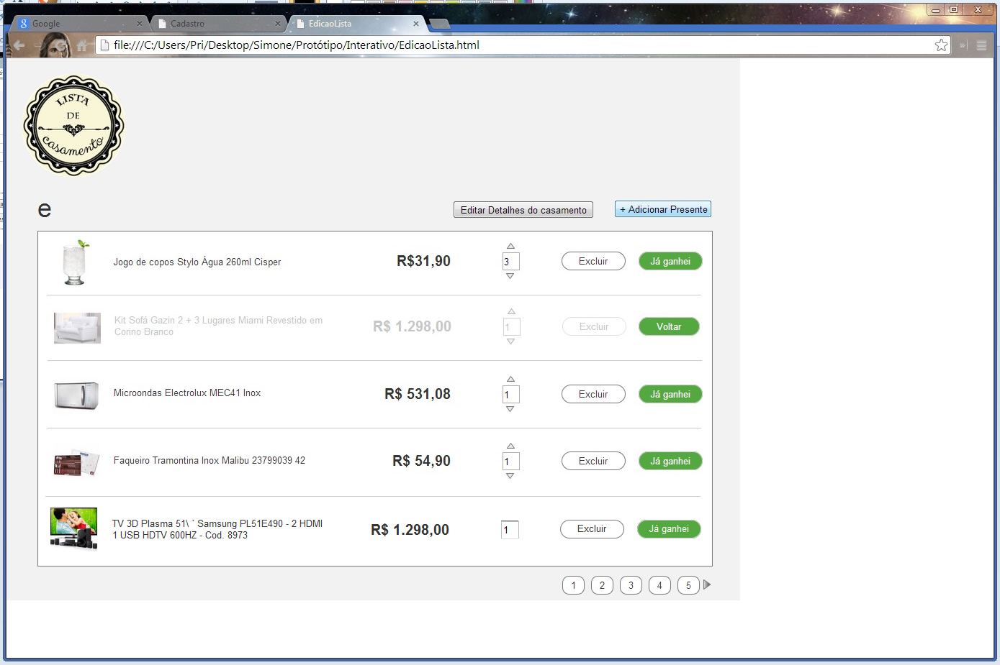 Google
Cadastro
EdicaoLista
file:///C:/Users/Pri/Desktop/Simone/Protótipo/Interativo/EdicaoLista.html
LISTA
DE
casamento
e
Editar Detalhes do casamento
+ Adicionar Presente
Jogo de copos Stylo Água 260ml Cisper
R$31,90
3
Excluir
Já ganhei
Kit Sofá Gazin 2 + 3 Lugares Miami Revestido em
Corino Branco
R$ 1.298,00
1
Excluir
Voltar
Microondas Electrolux MEC41 Inox
R$ 531,08
1
Excluir
Já ganhei
Faqueiro Tramontina Inox Malibu 23799039 42
R$ 54,90
1
Excluir
Já ganhei
TV 3D Plasma 51\ ´ Samsung PL51E490 - 2 HDMI
1 USB HDTV 600HZ - Cod. 8973
R$ 1.298,00
1
Excluir
Já ganhei
1 2 3 4 5